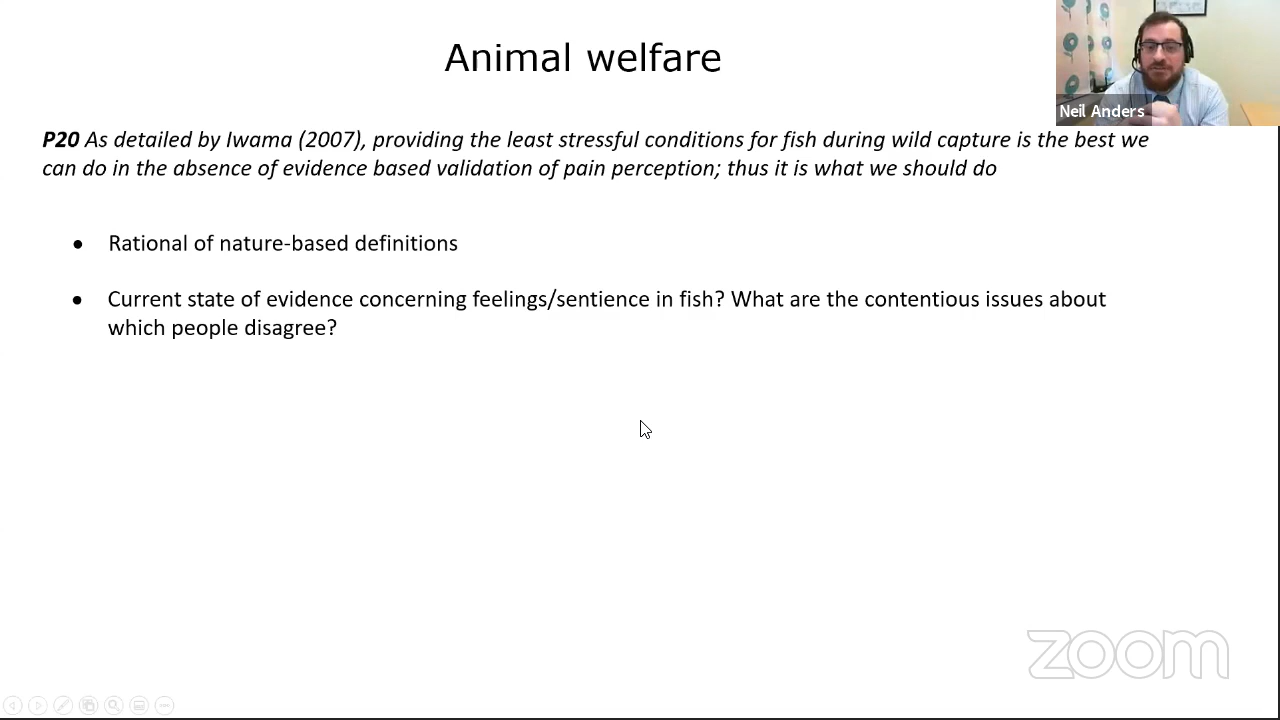 Animal welfare
Neil Anders
P20 As detailed by Iwama (2007), providing the least stressful conditions for fish during wild capture is the best we
can do in the absence of evidence based validation of pain perception; thus it is what we should do
● Rational of nature-based definitions
● Current state of evidence concerning feelings/sentience in fish? What are the contentious issues about
which people disagree?
zoom